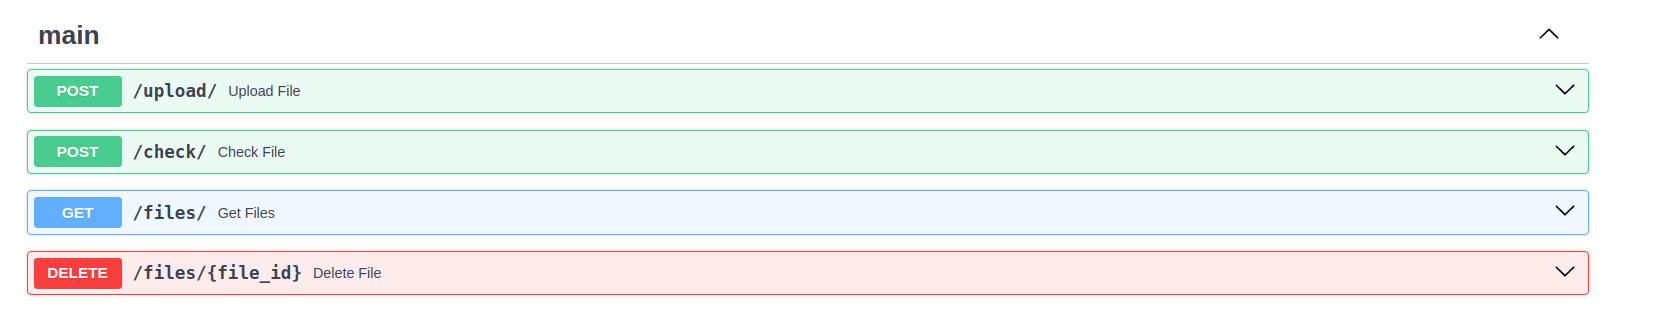 main
POST /upload/ Upload File
POST /check/ Check File
GET /files/ Get Files
DELETE /files/{file_id} Delete File